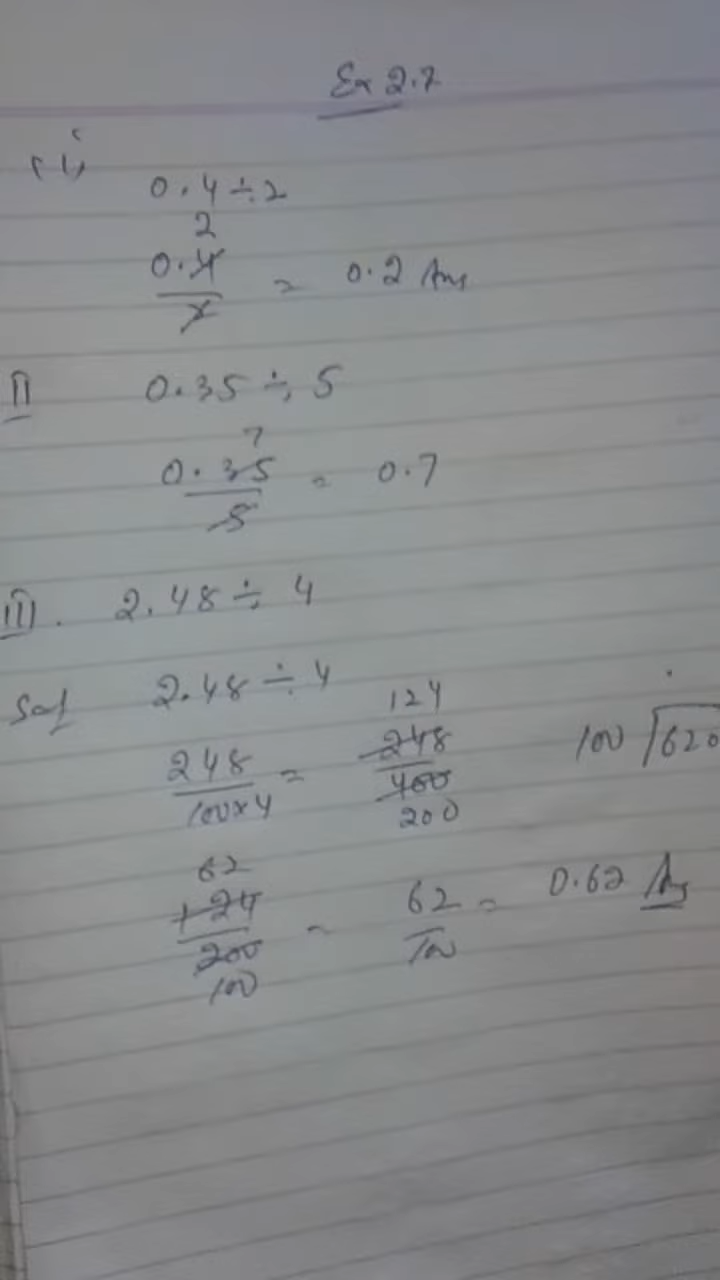 Ex 2.7
(i)
0.4 ÷ 2
2
0.4/2 = 0.2 Ans
II 0.35 ÷ 5
7
0.35/5 = 0.7
III. 2.48 ÷ 4
Sol 2.48 ÷ 4
124
248/100×4 = 248/400 100 ⟌620
200
62
124/200 = 62/100 = 0.62 Ans
100